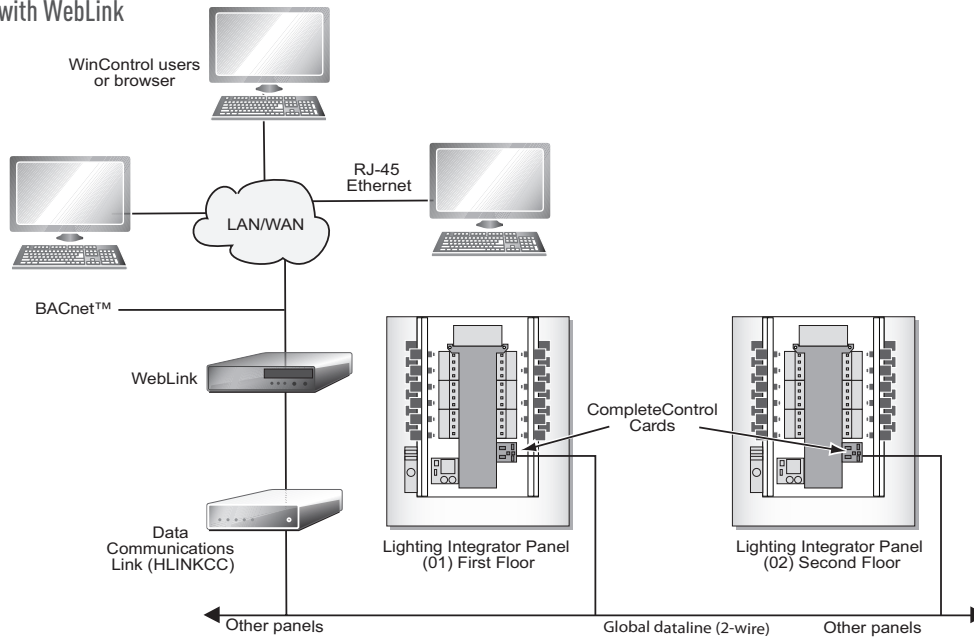 with WebLink
WinControl users
or browser
RJ-45
Ethernet
LAN/WAN
BACnet™
WebLink
CompleteControl
Cards
Data
Communications
Link (HLINKCC)
Lighting Integrator Panel
(01) First Floor
Lighting Integrator Panel
(02) Second Floor
Other panels
Global dataline (2-wire)
Other panels